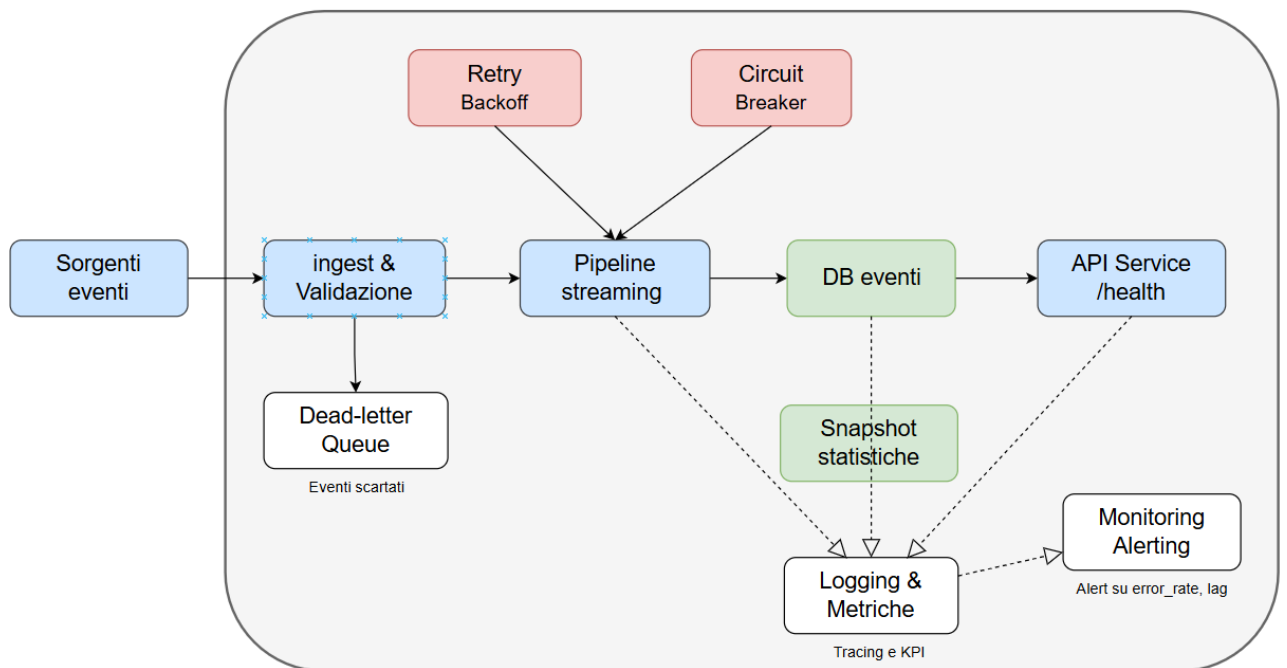 Retry
Backoff
Circuit
Breaker
Sorgenti
eventi
ingest &
Validazione
Pipeline
streaming
DB eventi
API Service
/health
Dead-letter
Queue
Eventi scartati
Snapshot
statistiche
Monitoring
Alerting
Alert su error_rate, lag
Logging &
Metriche
Tracing e KPI